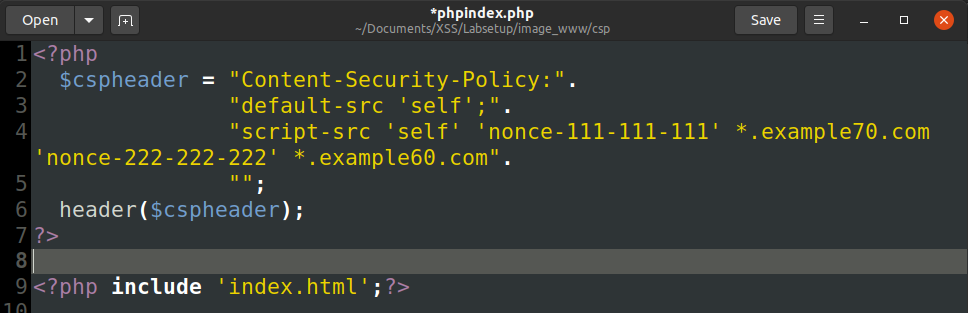 Open
*phpindex.php
~/Documents/XSS/Labsetup/image_www/csp
Save
1 <?php
2   $cspheader = "Content-Security-Policy:".
3                "default-src 'self';".
4                "script-src 'self' 'nonce-111-111-111' *.example70.com
'nonce-222-222-222' *.example60.com".
5                "";
6   header($cspheader);
7 ?>
8
9 <?php include 'index.html';?>
10